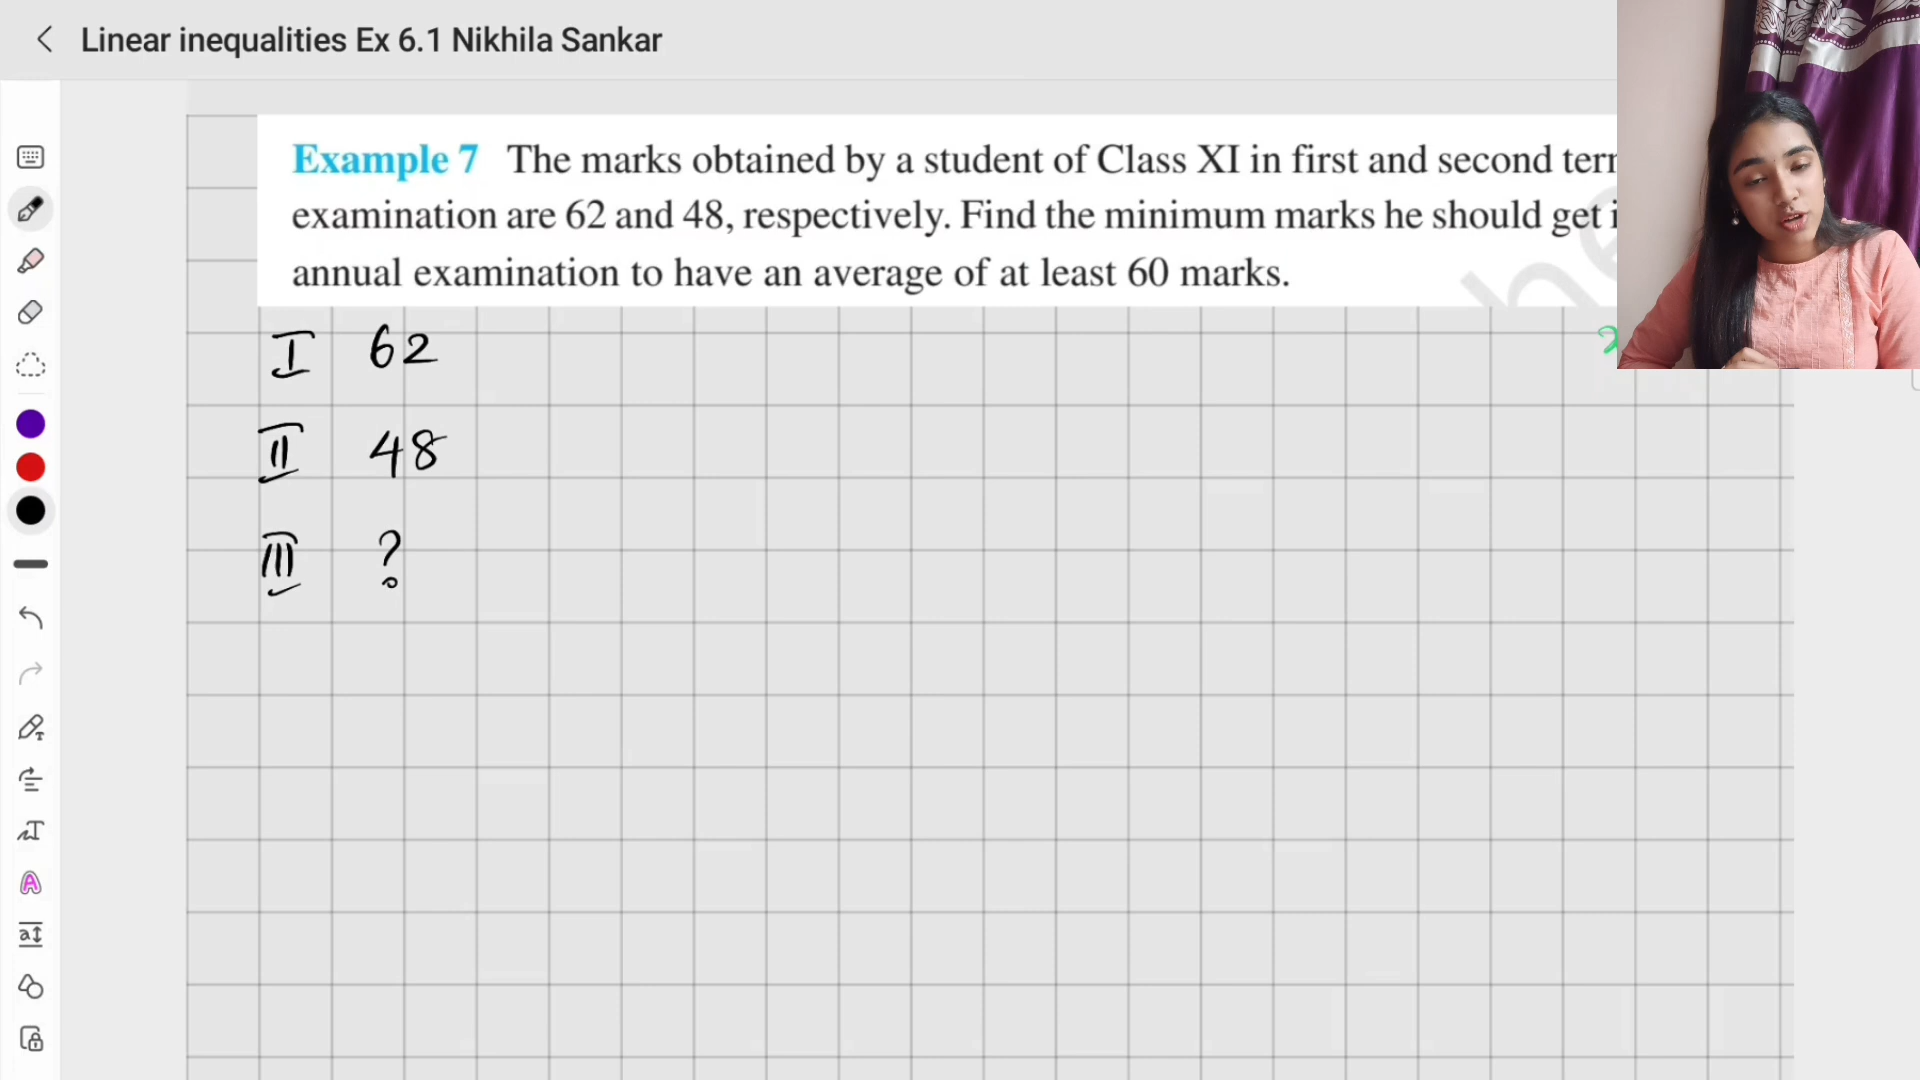 Linear inequalities Ex 6.1 Nikhila Sankar
Example 7 The marks obtained by a student of Class XI in first and second
examination are 62 and 48, respectively. Find the minimum marks he should get
annual examination to have an average of at least 60 marks.
I 62
II 48
III ?